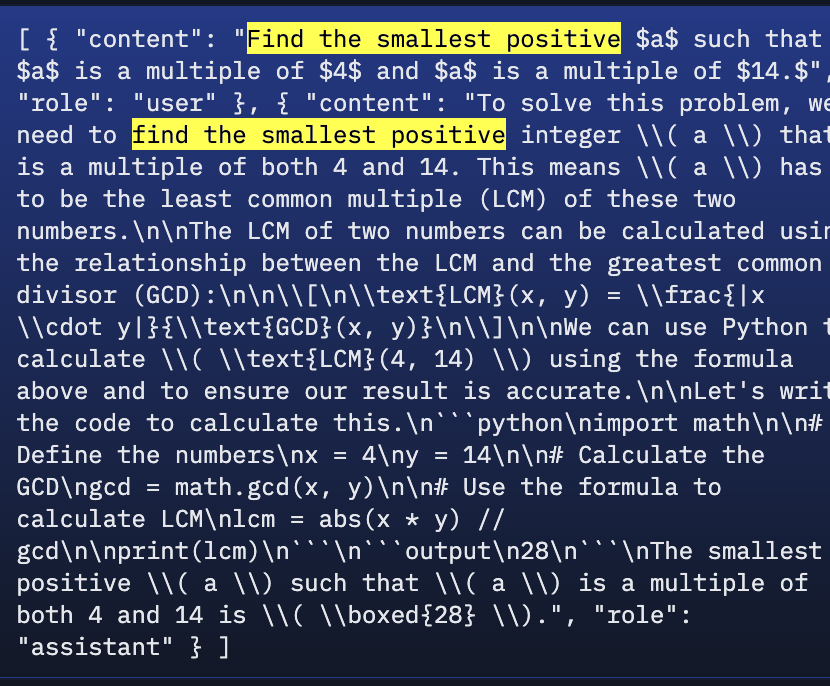 [ { "content": "Find the smallest positive $a$ such that
$a$ is a multiple of $4$ and $a$ is a multiple of $14.$",
"role": "user" }, { "content": "To solve this problem, we
need to find the smallest positive integer \\( a \\) that
is a multiple of both 4 and 14. This means \\( a \\) has
to be the least common multiple (LCM) of these two
numbers.\n\nThe LCM of two numbers can be calculated usin
the relationship between the LCM and the greatest common
divisor (GCD):\n\n\\[\n\\text{LCM}(x, y) = \\frac{|x
\\cdot y|}{\\text{GCD}(x, y)}\n\\]\n\nWe can use Python t
calculate \\( \\text{LCM}(4, 14) \\) using the formula
above and to ensure our result is accurate.\n\nLet's writ
the code to calculate this.\n```python\nimport math\n\n#
Define the numbers\nx = 4\ny = 14\n\n# Calculate the
GCD\ngcd = math.gcd(x, y)\n\n# Use the formula to
calculate LCM\nlcm = abs(x * y) //
gcd\n\nprint(lcm)\n```\n```output\n28\n```\nThe smallest
positive \\( a \\) such that \\( a \\) is a multiple of
both 4 and 14 is \\( \\boxed{28} \\).", "role":
"assistant" } ]